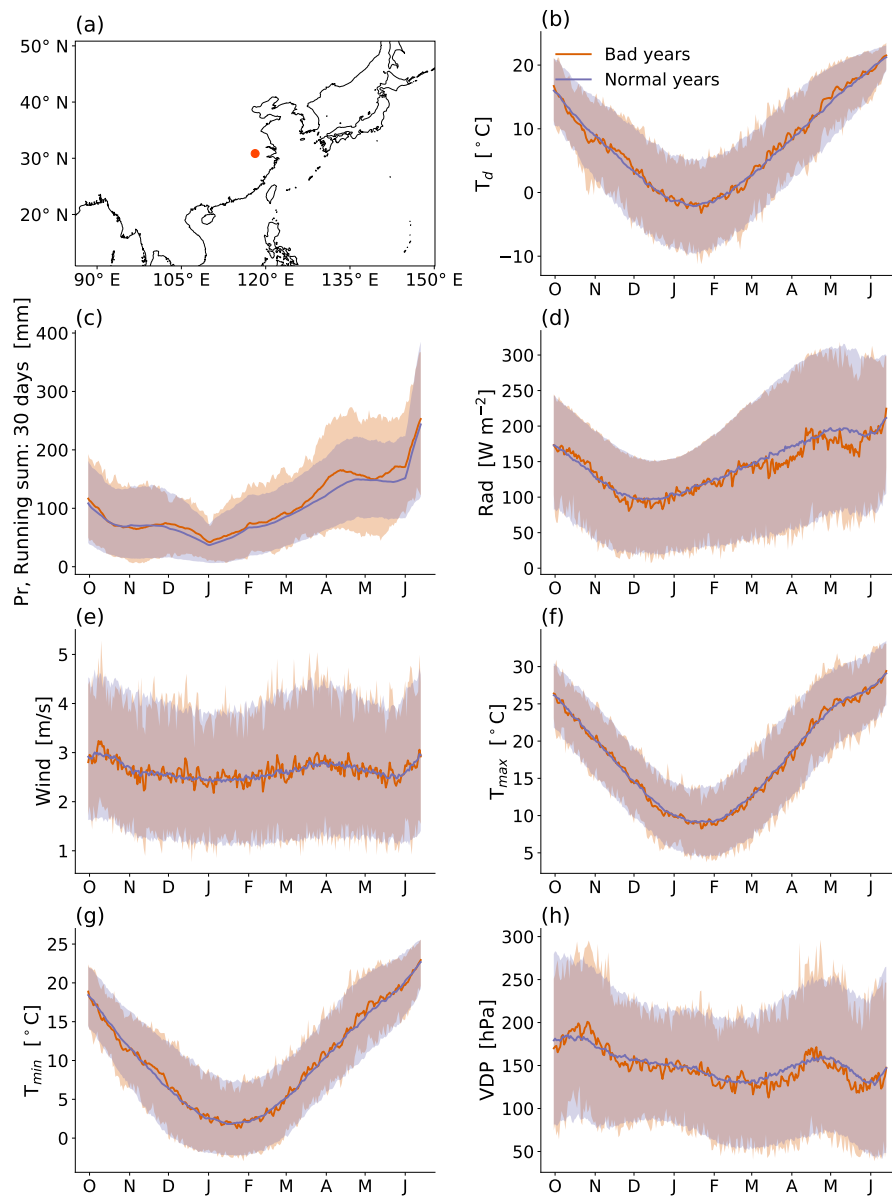 (a)
50° N
40° N
30° N
20° N
90° E 105° E 120° E 135° E 150° E
(b)
Bad years
Normal years
T_d [°C]
20
10
0
−10
O N D J F M A M J
(c)
Pr, Running sum: 30 days [mm]
400
300
200
100
0
O N D J F M A M J
(d)
Rad [W m⁻²]
300
250
200
150
100
50
0
O N D J F M A M J
(e)
Wind [m/s]
5
4
3
2
1
O N D J F M A M J
(f)
T_max [°C]
30
25
20
15
10
5
O N D J F M A M J
(g)
T_min [°C]
25
20
15
10
5
0
O N D J F M A M J
(h)
VDP [hPa]
300
250
200
150
100
50
O N D J F M A M J